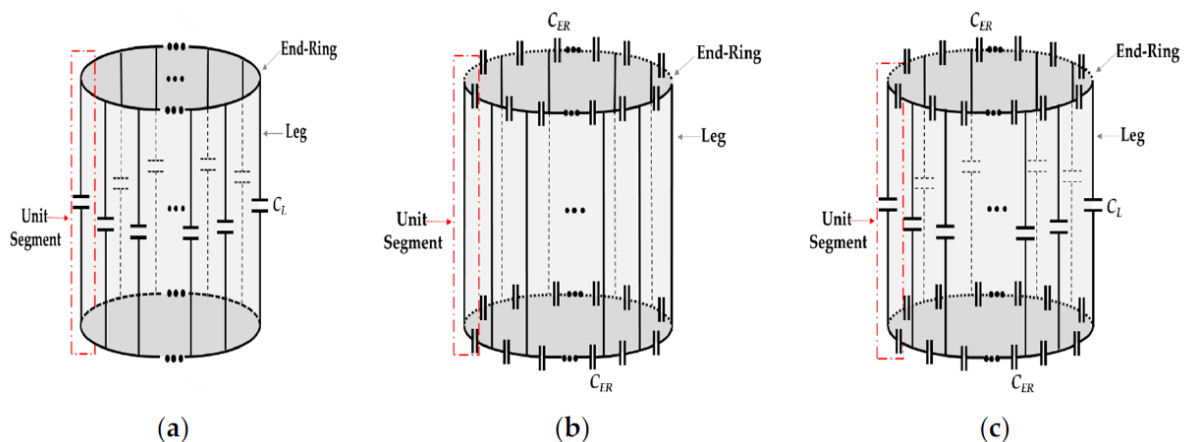 End-Ring
Leg
Unit
Segment
C_L
(a)
C_ER
End-Ring
Leg
Unit
Segment
C_ER
(b)
C_ER
End-Ring
Leg
Unit
Segment
C_L
C_ER
(c)